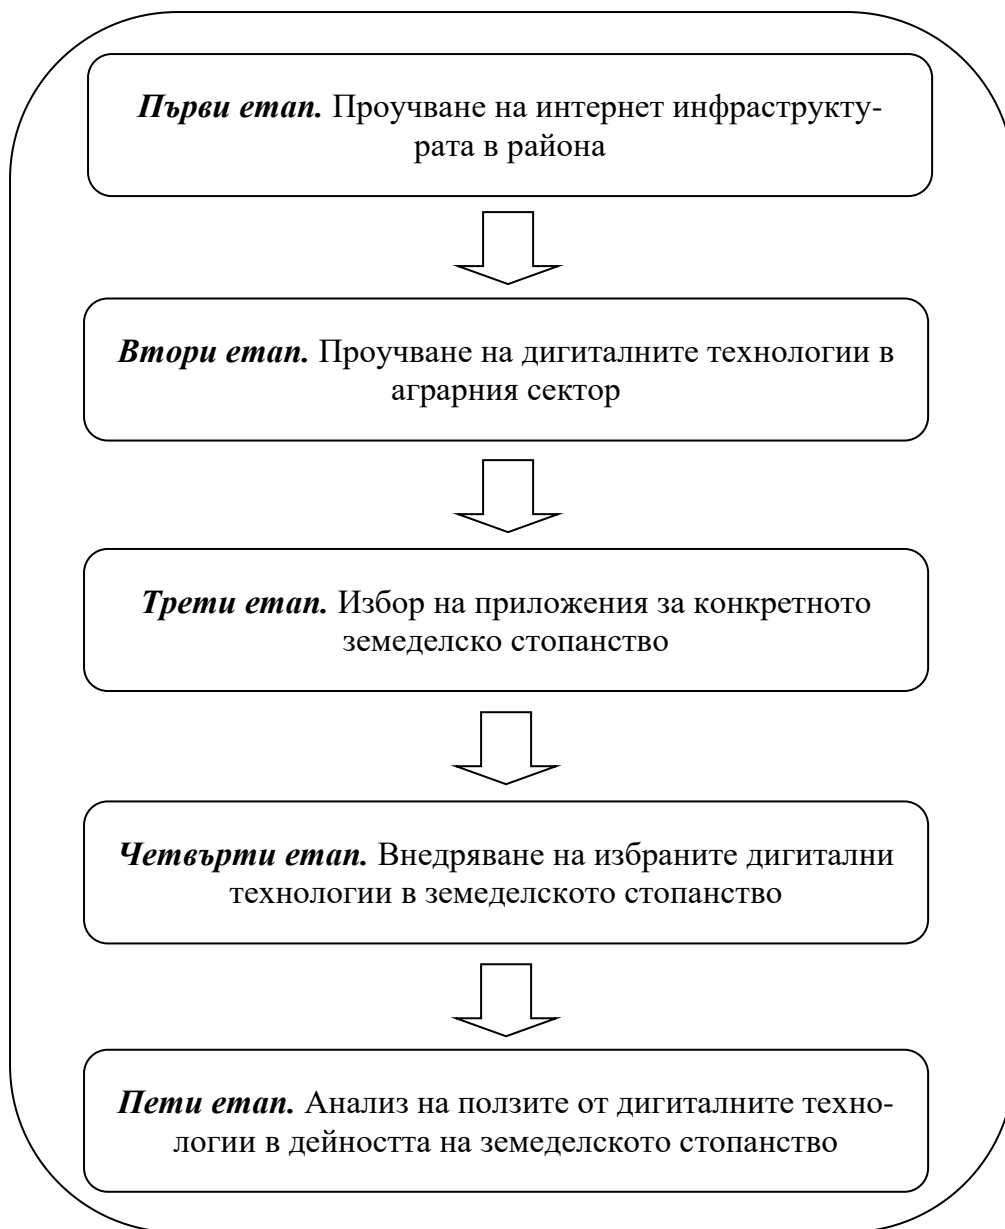 Първи етап. Проучване на интернет инфраструкту-
рата в района
Втори етап. Проучване на дигиталните технологии в
аграрния сектор
Трети етап. Избор на приложения за конкретното
земеделско стопанство
Четвърти етап. Внедряване на избраните дигитални
технологии в земеделското стопанство
Пети етап. Анализ на ползите от дигиталните техно-
логии в дейността на земеделското стопанство